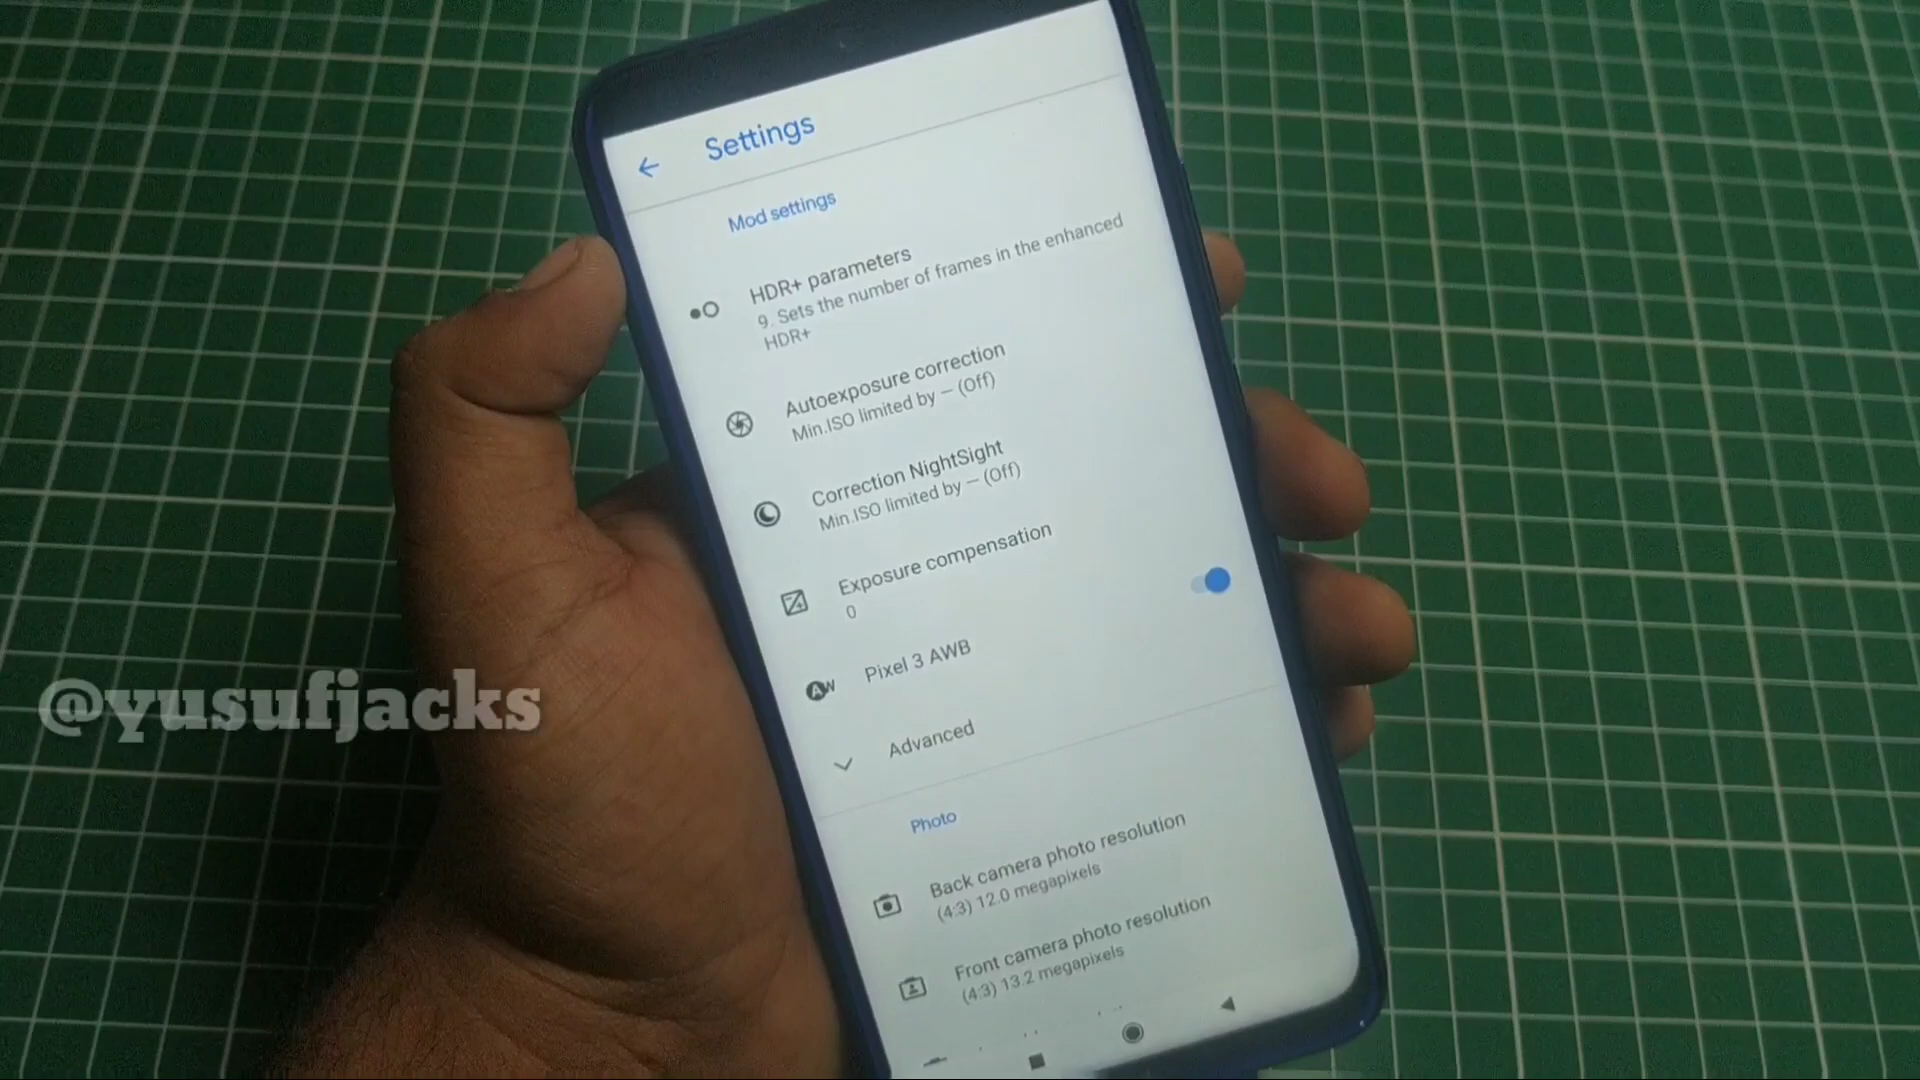 Settings
Mod settings
HDR+ parameters
9. Sets the number of frames in the enhanced
HDR+
Autoexposure correction
Min.ISO limited by — (Off)
Correction NightSight
Min.ISO limited by — (Off)
Exposure compensation
0
Pixel 3 AWB
Advanced
Photo
Back camera photo resolution
(4:3) 12.0 megapixels
Front camera photo resolution
(4:3) 13.2 megapixels
@yusufjacks